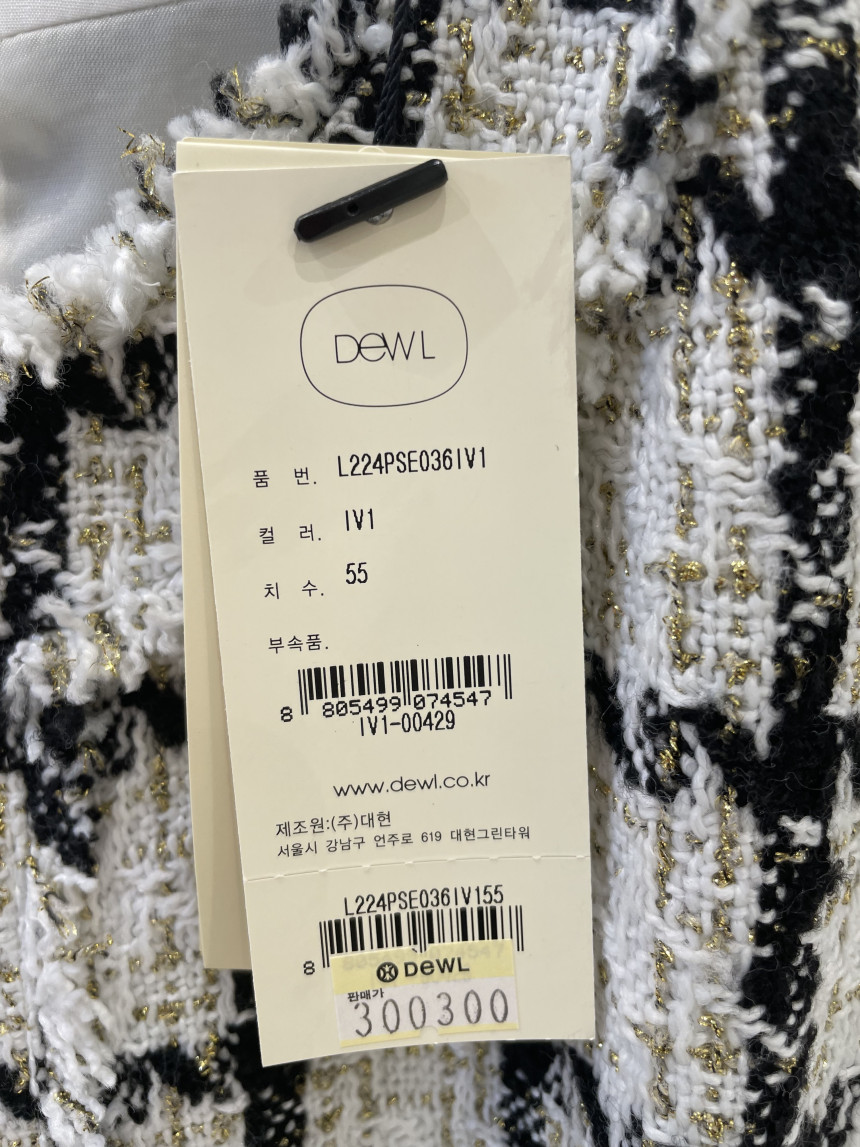 DEWL
품 번. L224PSE036IV1
컬 러. IV1
치 수. 55
부속품.
8 805499 074547
IV1-00429
www.dewl.co.kr
제조원:(주)대현
서울시 강남구 언주로 619 대현그린타워
L224PSE036IV155
8
DEWL
판매가
300300